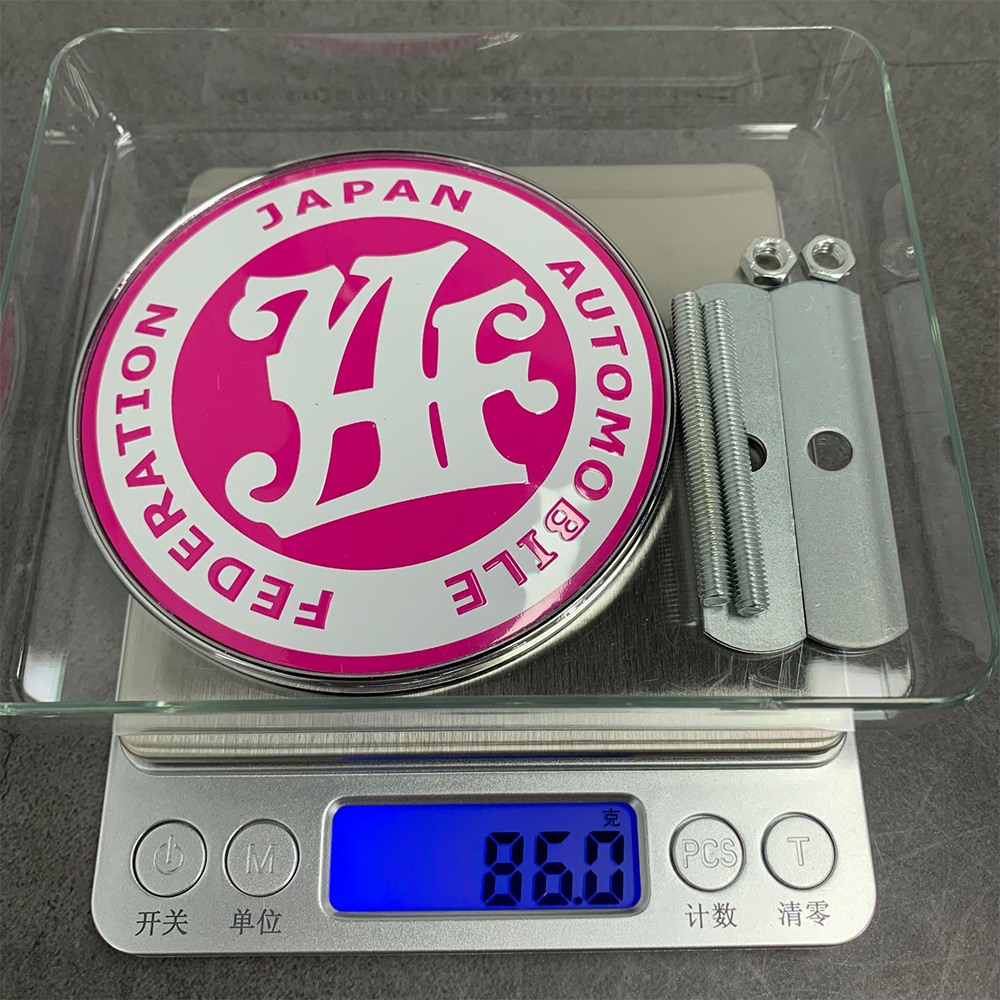 JAPAN
AUTOMOBILE
FEDERATION
JAF
克
86.0
M
PCS
T
开关
单位
计数
清零